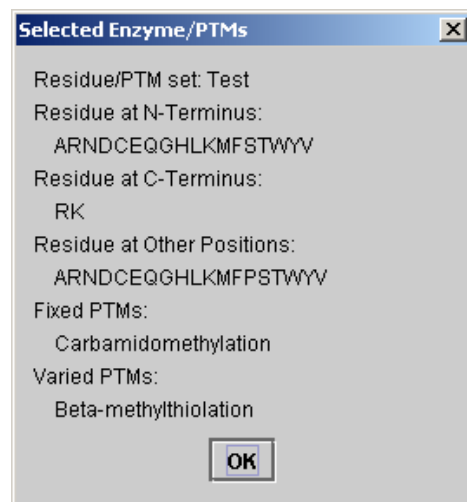 Selected Enzyme/PTMs
Residue/PTM set: Test
Residue at N-Terminus:
ARNDCEQGHLKMFSTWYV
Residue at C-Terminus:
RK
Residue at Other Positions:
ARNDCEQGHLKMFPSTWYV
Fixed PTMs:
Carbamidomethylation
Varied PTMs:
Beta-methylthiolation
OK